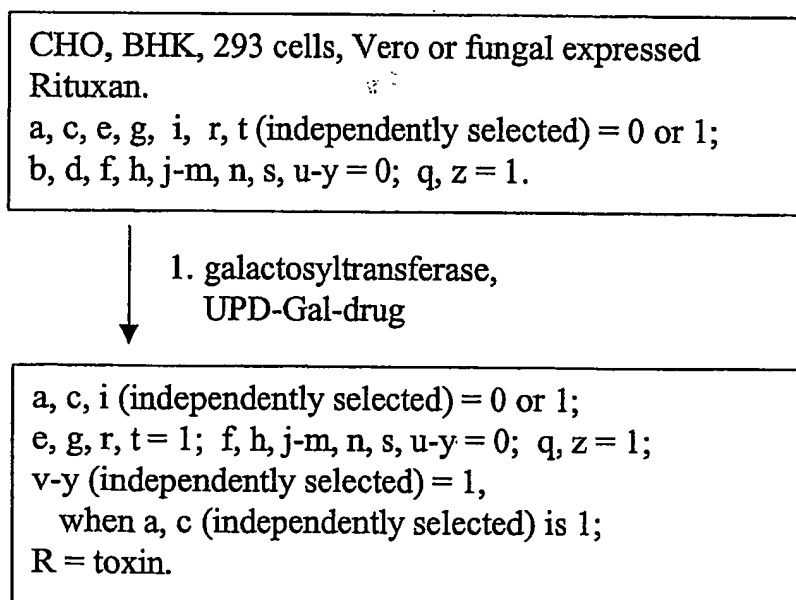 CHO, BHK, 293 cells, Vero or fungal expressed
Rituxan.
a, c, e, g, i, r, t (independently selected) = 0 or 1;
b, d, f, h, j-m, n, s, u-y = 0; q, z = 1.
1. galactosyltransferase,
UPD-Gal-drug
a, c, i (independently selected) = 0 or 1;
e, g, r, t = 1; f, h, j-m, n, s, u-y = 0; q, z = 1;
v-y (independently selected) = 1,
when a, c (independently selected) is 1;
R = toxin.